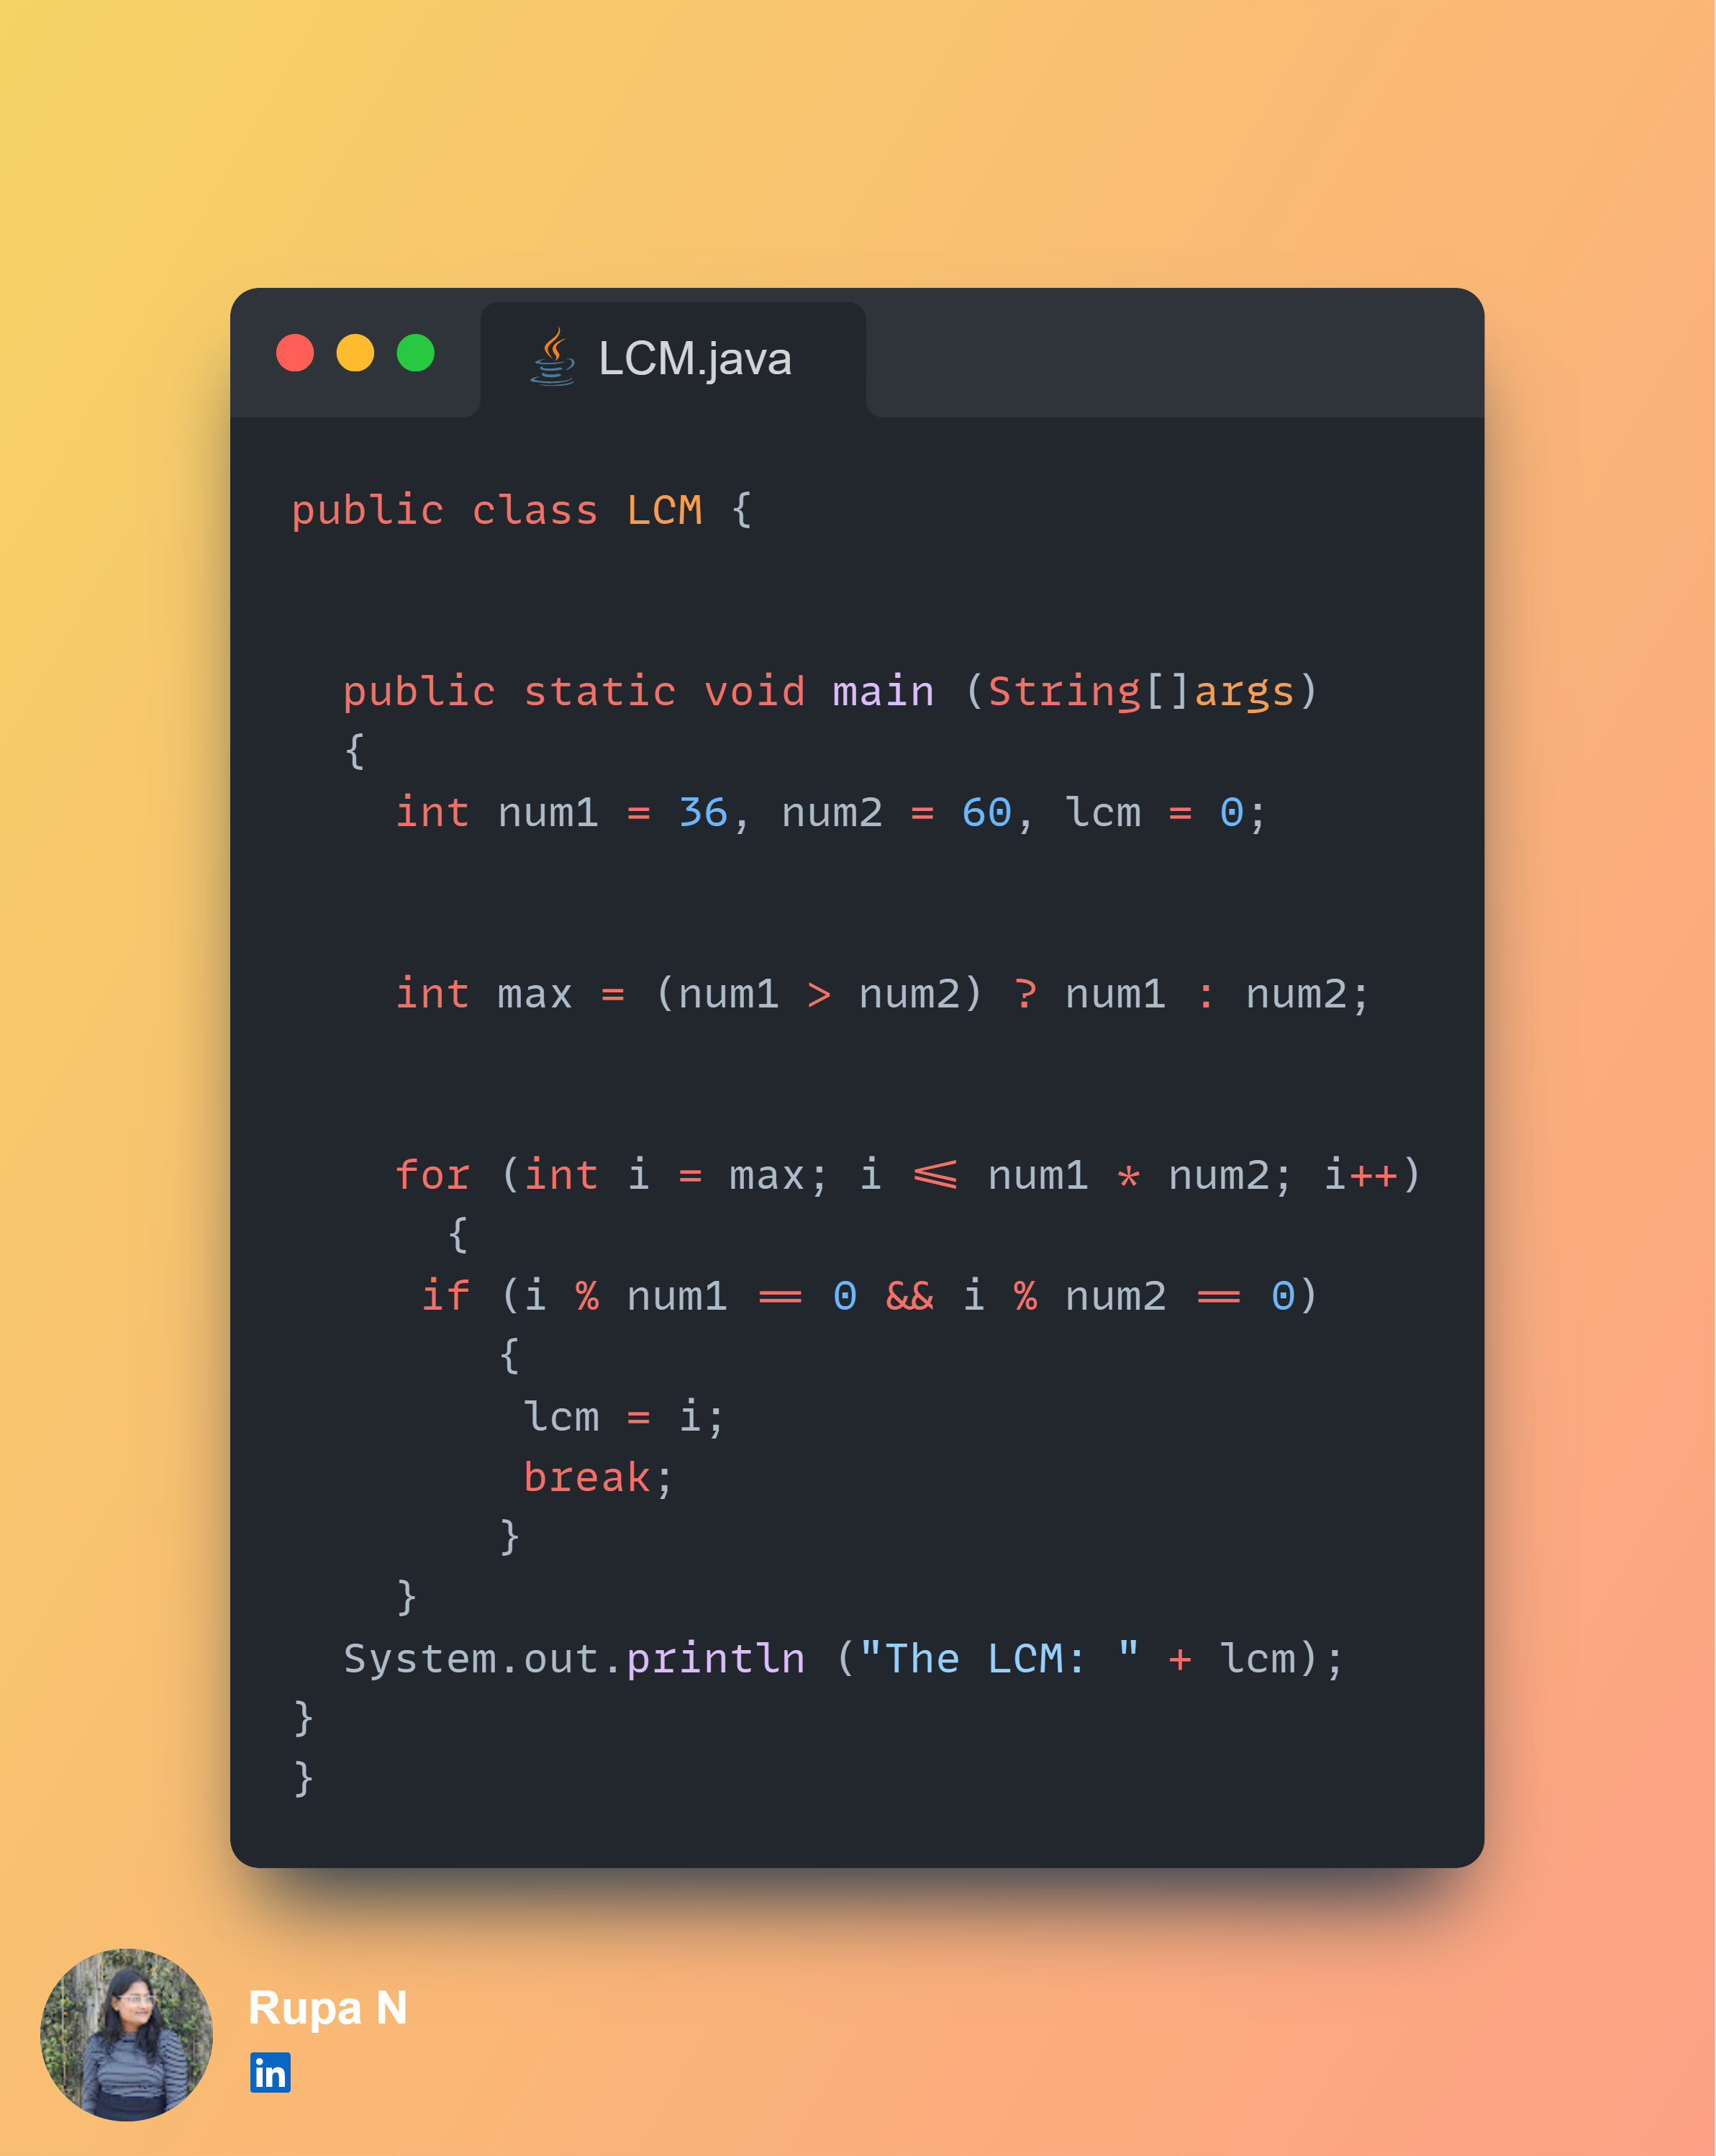 LCM.java
public class LCM {
public static void main (String[]args)
{
int num1 = 36, num2 = 60, lcm = 0;
int max = (num1 > num2) ? num1 : num2;
for (int i = max; i <= num1 * num2; i++)
{
if (i % num1 == 0 && i % num2 == 0)
{
lcm = i;
break;
}
}
System.out.println ("The LCM: " + lcm);
}
}
Rupa N
in